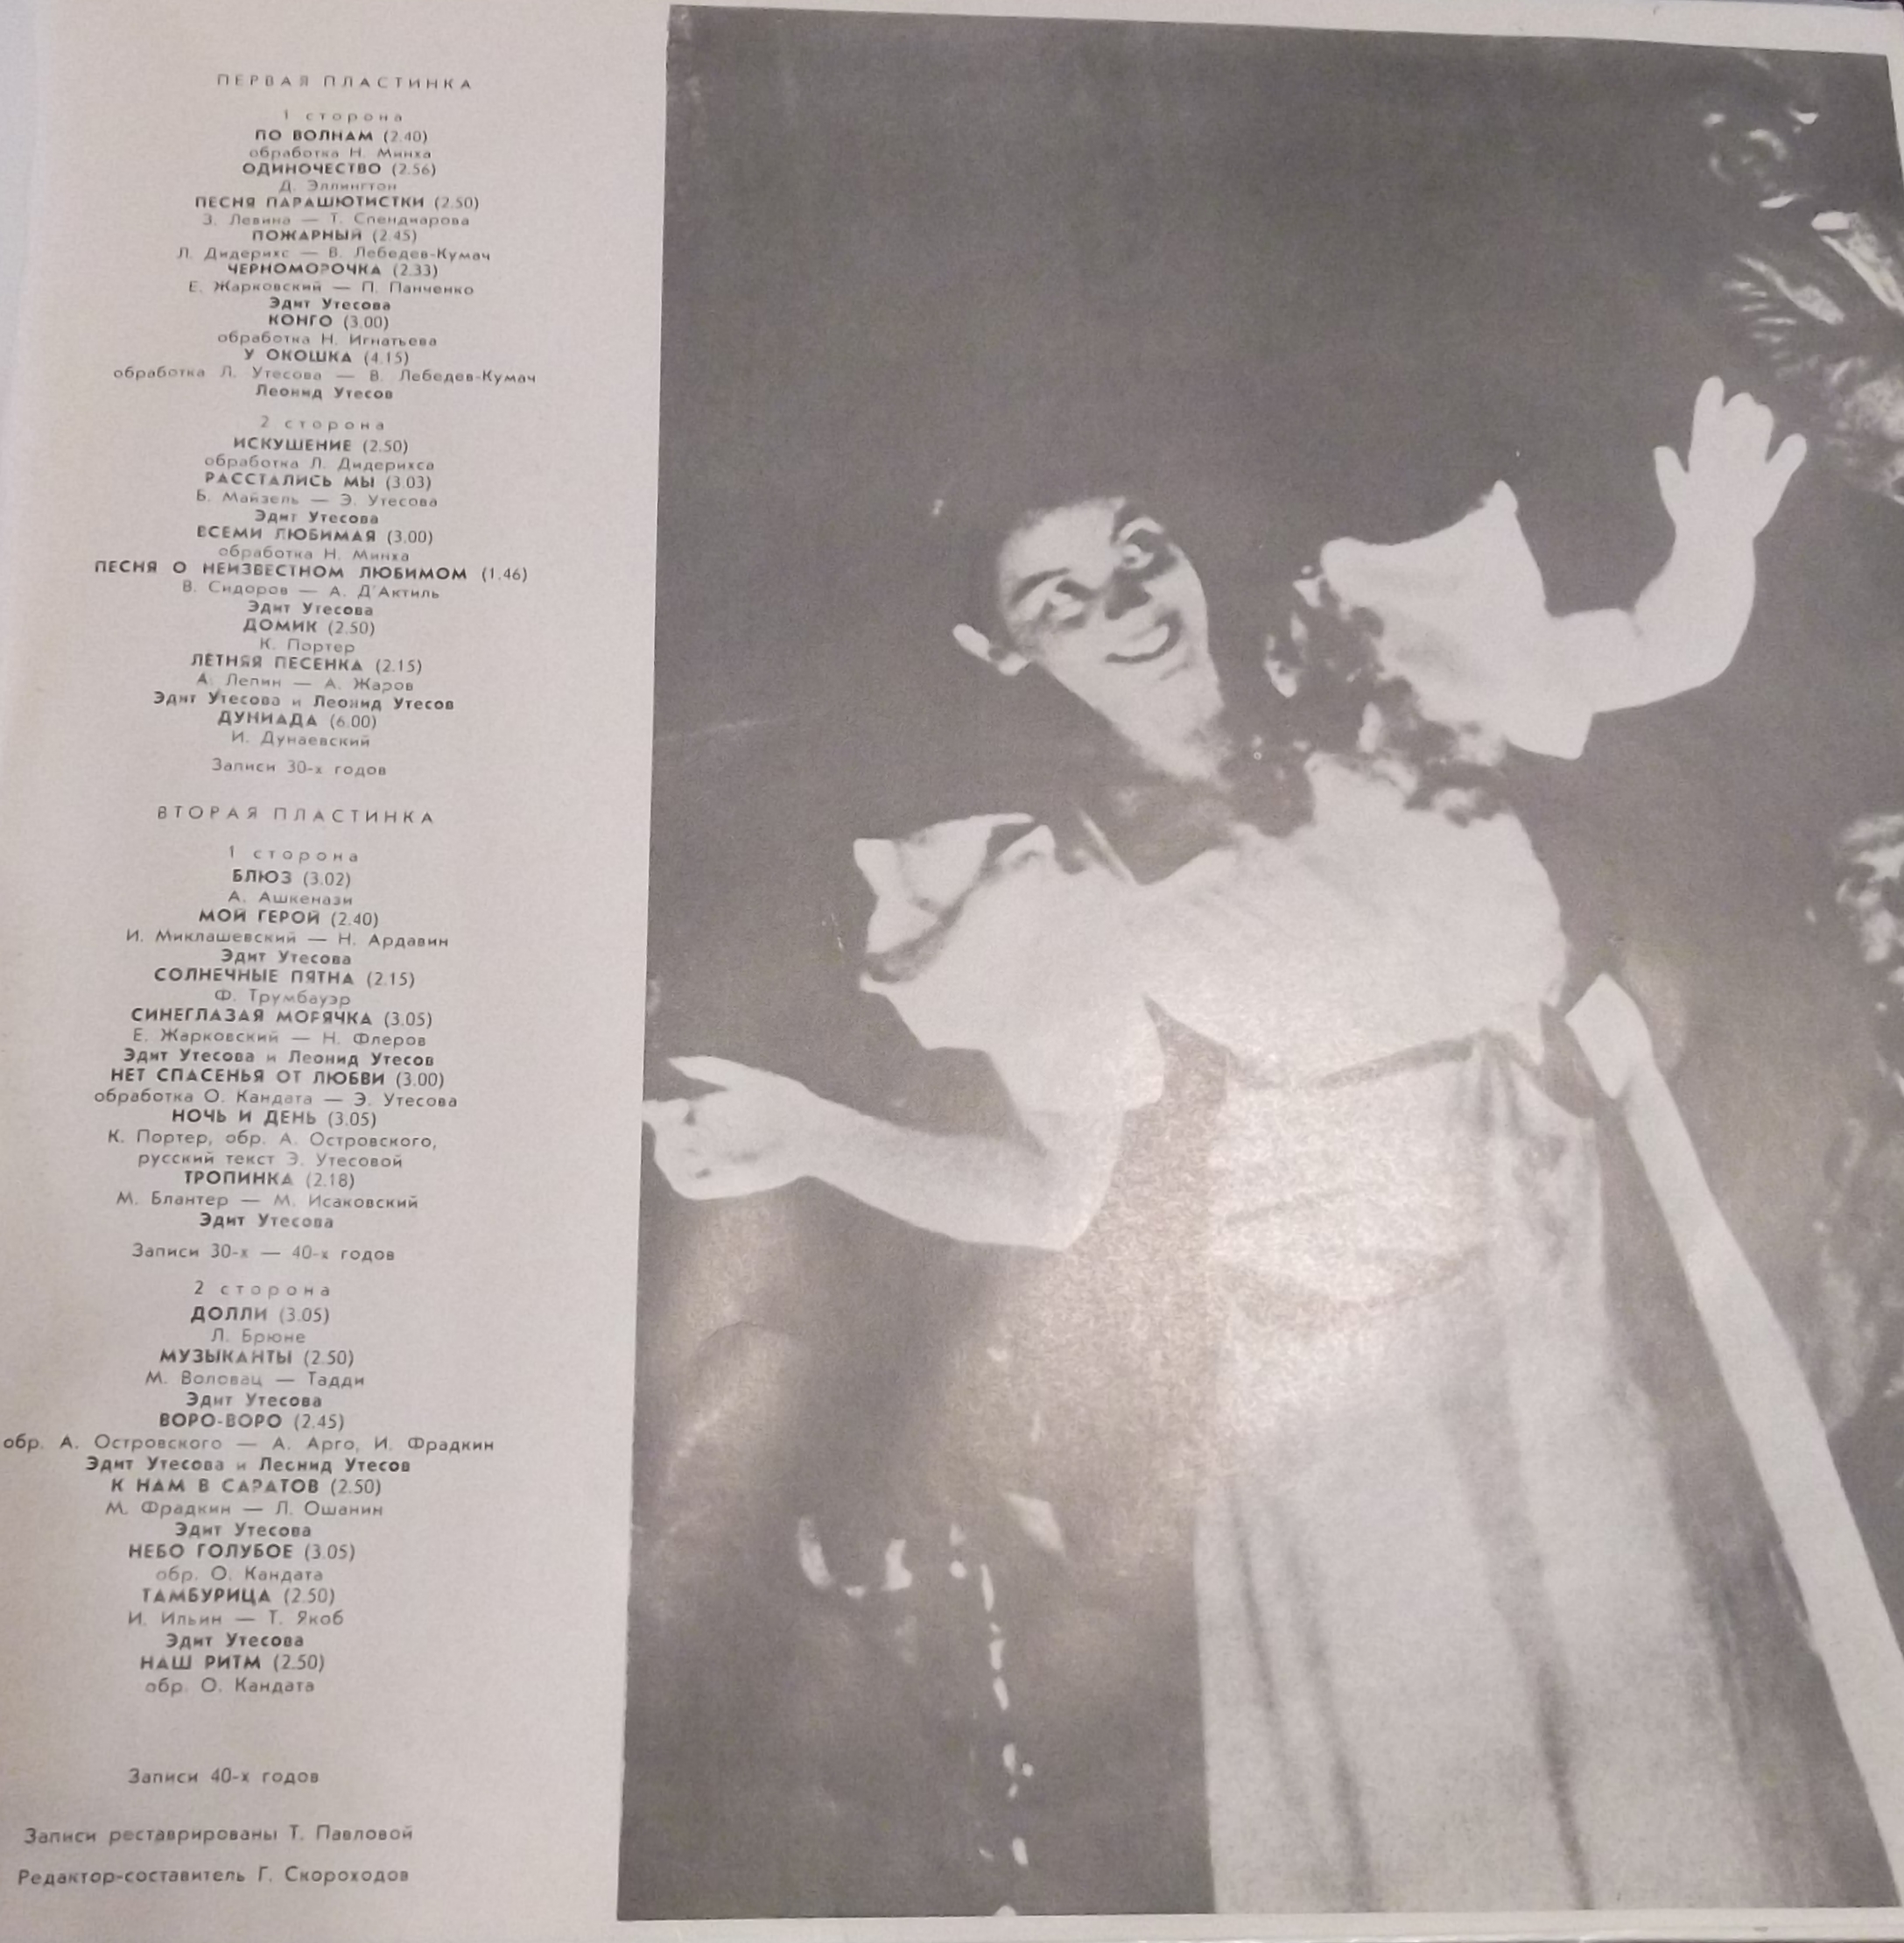 ПЕРВАЯ ПЛАСТИНКА
1 сторона
ПО ВОЛНАМ (2.40)
обработка Н. Минха
ОДИНОЧЕСТВО (2.56)
Д. Эллингтон
ПЕСНЯ ПАРАШЮТИСТКИ (2.50)
З. Левина — Т. Спендиарова
ПОЖАРНЫЙ (2.45)
Л. Дидерихс — В. Лебедев-Кумач
ЧЕРНОМОРОЧКА (2.33)
Е. Жарковский — П. Панченко
Эдит Утесова
КОНГО (3.00)
обработка Н. Игнатьева
У ОКОШКА (4.15)
обработка Л. Утесова — В. Лебедев-Кумач
Леонид Утесов
2 сторона
ИСКУШЕНИЕ (2.50)
обработка Л. Дидерихса
РАССТАЛИСЬ МЫ (3.03)
Б. Майзель — Э. Утесова
Эдит Утесова
ВСЕМИ ЛЮБИМАЯ (3.00)
обработка Н. Минха
ПЕСНЯ О НЕИЗВЕСТНОМ ЛЮБИМОМ (1.46)
В. Сидоров — А. Д'Актиль
Эдит Утесова
ДОМИК (2.50)
К. Портер
ЛЕТНЯЯ ПЕСЕНКА (2.15)
А. Лепин — А. Жаров
Эдит Утесова и Леонид Утесов
ДУНИАДА (6.00)
И. Дунаевский
Записи 30-х годов
ВТОРАЯ ПЛАСТИНКА
1 сторона
БЛЮЗ (3.02)
А. Ашкенази
МОЙ ГЕРОЙ (2.40)
И. Миклашевский — Н. Ардавин
Эдит Утесова
СОЛНЕЧНЫЕ ПЯТНА (2.15)
Ф. Трумбауэр
СИНЕГЛАЗАЯ МОРЯЧКА (3.05)
Е. Жарковский — Н. Флеров
Эдит Утесова и Леонид Утесов
НЕТ СПАСЕНЬЯ ОТ ЛЮБВИ (3.00)
обработка О. Кандата — Э. Утесова
НОЧЬ И ДЕНЬ (3.05)
К. Портер, обр. А. Островского,
русский текст Э. Утесовой
ТРОПИНКА (2.18)
М. Блантер — М. Исаковский
Эдит Утесова
Записи 30-х — 40-х годов
2 сторона
ДОЛЛИ (3.05)
Л. Брюне
МУЗЫКАНТЫ (2.50)
М. Воловац — Тадди
Эдит Утесова
ВОРО-ВОРО (2.45)
обр. А. Островского — А. Арго, И. Фрадкин
Эдит Утесова и Леонид Утесов
К НАМ В САРАТОВ (2.50)
М. Фрадкин — Л. Ошанин
Эдит Утесова
НЕБО ГОЛУБОЕ (3.05)
обр. О. Кандата
ТАМБУРИЦА (2.50)
И. Ильин — Т. Якоб
Эдит Утесова
НАШ РИТМ (2.50)
обр. О. Кандата
Записи 40-х годов
Записи реставрированы Т. Павловой
Редактор-составитель Г. Скороходов